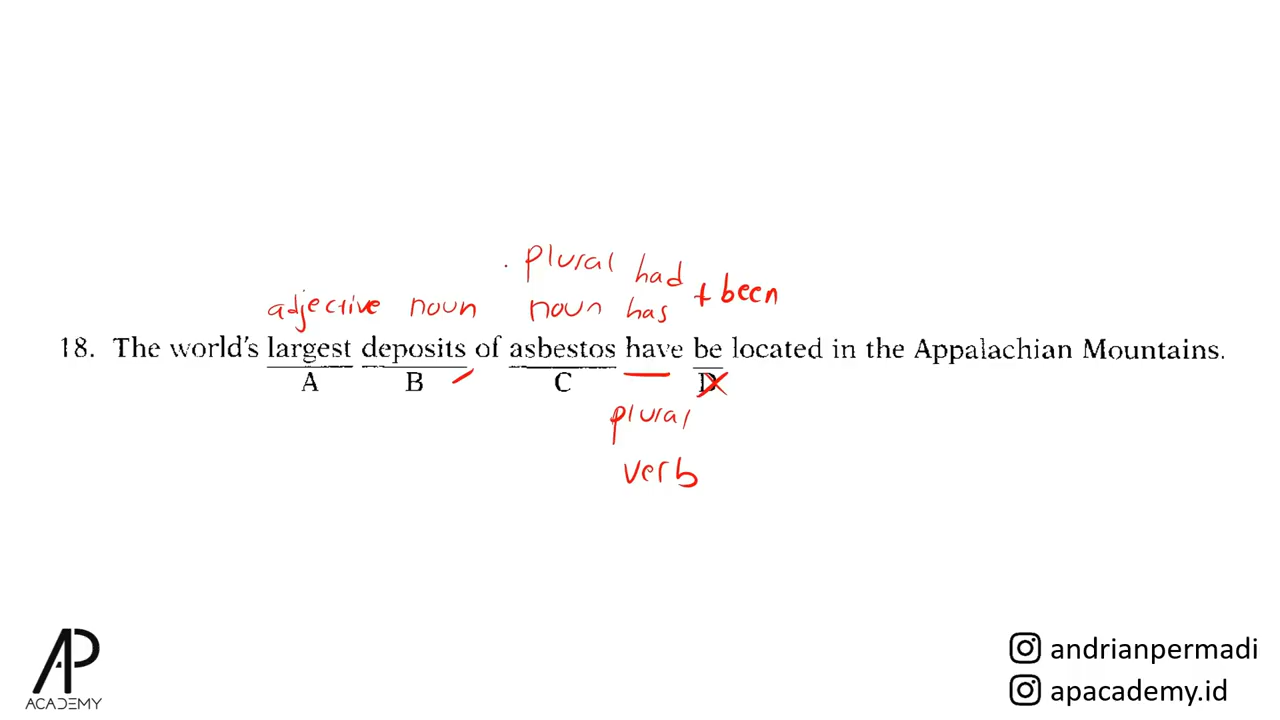 plural had
+ been
adjective noun noun has
18. The world's largest deposits of asbestos have be located in the Appalachian Mountains.
A B C D
plural
verb
AP
ACADEMY
andrianpermadi
apacademy.id